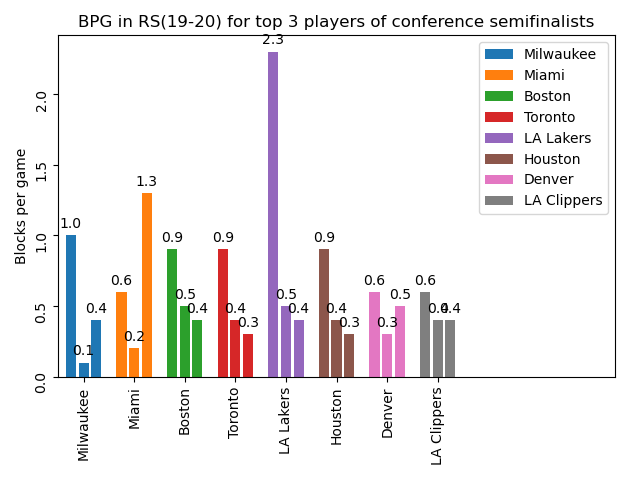 BPG in RS(19-20) for top 3 players of conference semifinalists
Blocks per game
2.0
1.5
1.0
0.5
0.0
1.0
0.1
0.4
0.6
0.2
1.3
0.9
0.5
0.4
0.9
0.4
0.3
2.3
0.5
0.4
0.9
0.4
0.3
0.6
0.3
0.5
0.6
0.4
0.4
Milwaukee
Miami
Boston
Toronto
LA Lakers
Houston
Denver
LA Clippers
Milwaukee
Miami
Boston
Toronto
LA Lakers
Houston
Denver
LA Clippers